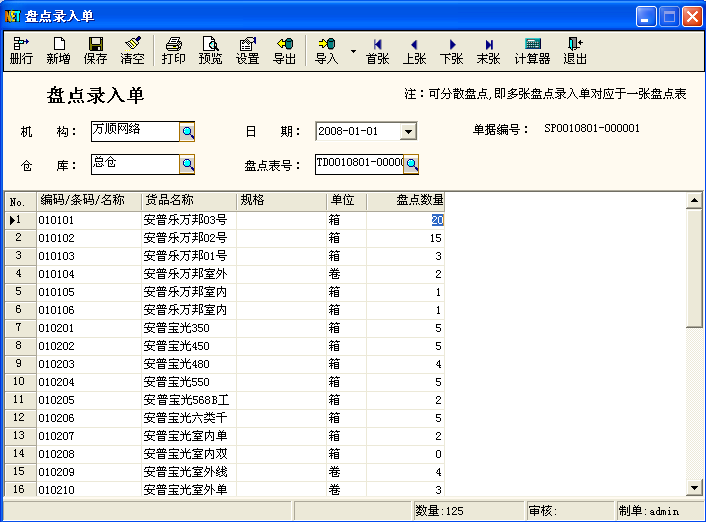 NET 盘点录入单
删行 新增 保存 清空 打印 预览 设置 导出 导入 首张 上张 下张 末张 计算器 退出
盘点录入单 注：可分散盘点,即多张盘点录入单对应于一张盘点表
机 构： 万顺网络 日 期： 2008-01-01 单据编号： SP0010801-000001
仓 库： 总仓 盘点表号： TD0010801-0000
No. 编码/条码/名称 货品名称 规格 单位 盘点数量
1 010101 安普乐万邦03号 箱 20
2 010102 安普乐万邦02号 箱 15
3 010103 安普乐万邦01号 箱 3
4 010104 安普乐万邦室外 卷 2
5 010105 安普乐万邦室内 箱 1
6 010106 安普乐万邦室内 箱 1
7 010201 安普宝光350 箱 5
8 010202 安普宝光450 箱 5
9 010203 安普宝光480 箱 4
10 010204 安普宝光550 箱 5
11 010205 安普宝光568B工 箱 2
12 010206 安普宝光六类千 箱 5
13 010207 安普宝光室内单 箱 2
14 010208 安普宝光室内双 箱 0
15 010209 安普宝光室外线 卷 4
16 010210 安普宝光室外单 卷 3
数量:125 审核: 制单:admin